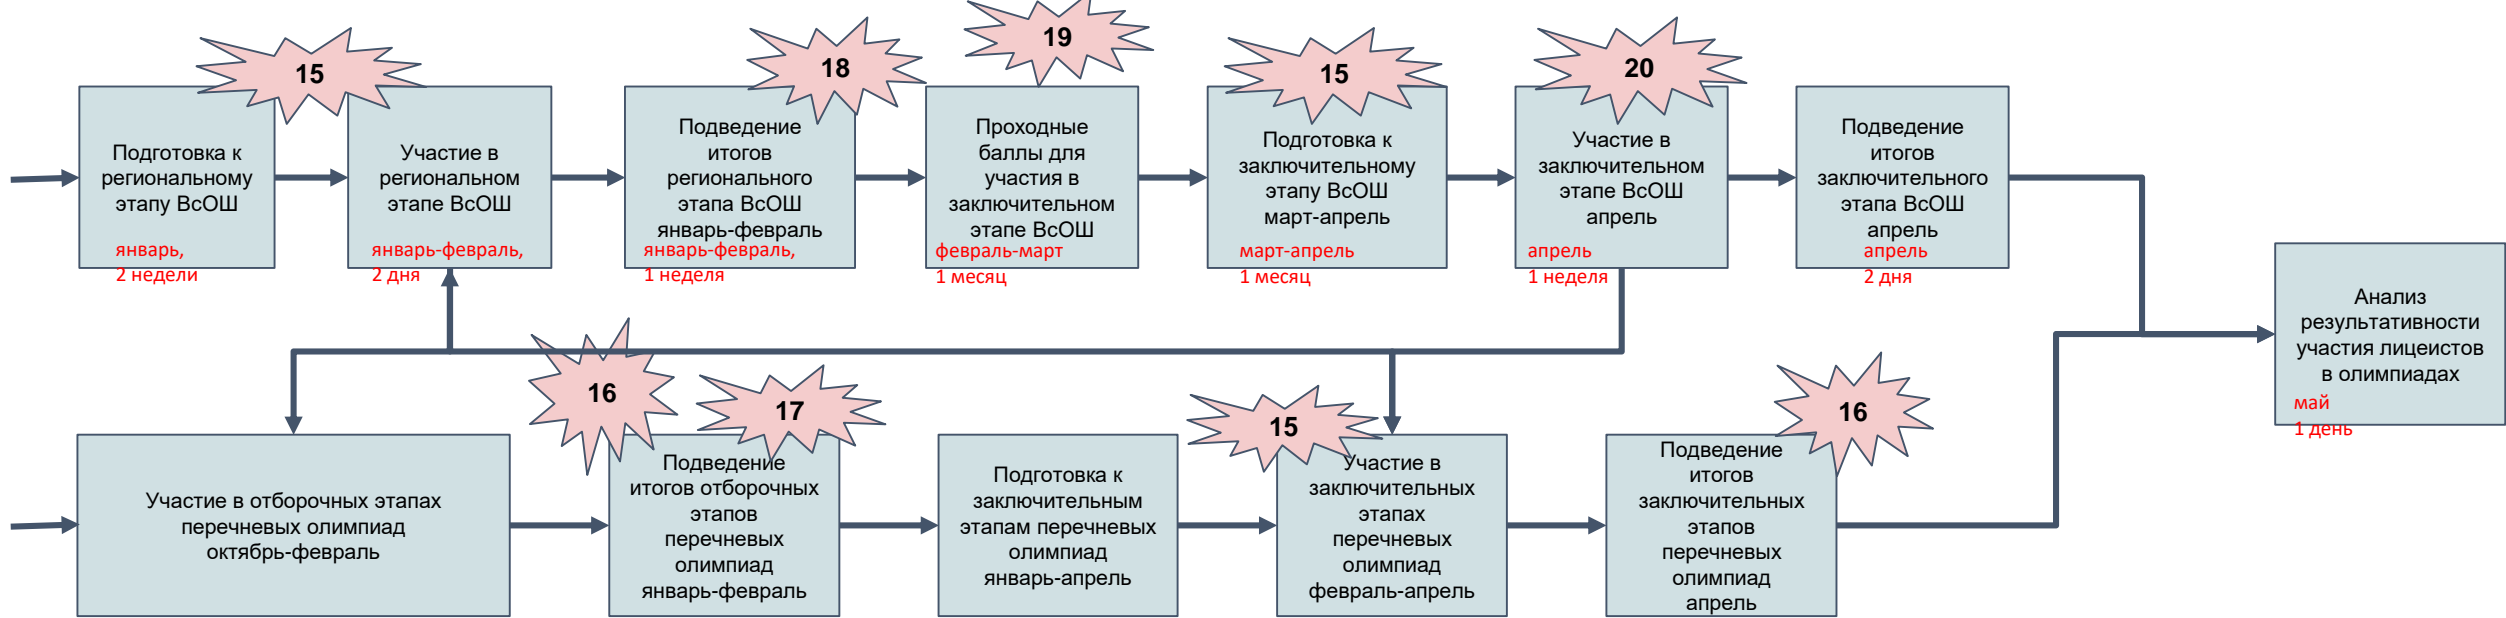 15
Подготовка к
региональному
этапу ВсОШ
январь,
2 недели
Участие в
региональном
этапе ВсОШ
январь-февраль,
2 дня
18
Подведение
итогов
регионального
этапа ВсОШ
январь-февраль
январь-февраль,
1 неделя
19
Проходные
баллы для
участия в
заключительном
этапе ВсОШ
февраль-март
1 месяц
15
Подготовка к
заключительному
этапу ВсОШ
март-апрель
март-апрель
1 месяц
20
Участие в
заключительном
этапе ВсОШ
апрель
апрель
1 неделя
Подведение
итогов
заключительного
этапа ВсОШ
апрель
апрель
2 дня
Анализ
результативности
участия лицеистов
в олимпиадах
май
1 день
Участие в отборочных этапах
перечневых олимпиад
октябрь-февраль
16
17
Подведение
итогов отборочных
этапов
перечневых
олимпиад
январь-февраль
Подготовка к
заключительным
этапам перечневых
олимпиад
январь-апрель
15
Участие в
заключительных
этапах
перечневых
олимпиад
февраль-апрель
16
Подведение
итогов
заключительных
этапов
перечневых
олимпиад
апрель